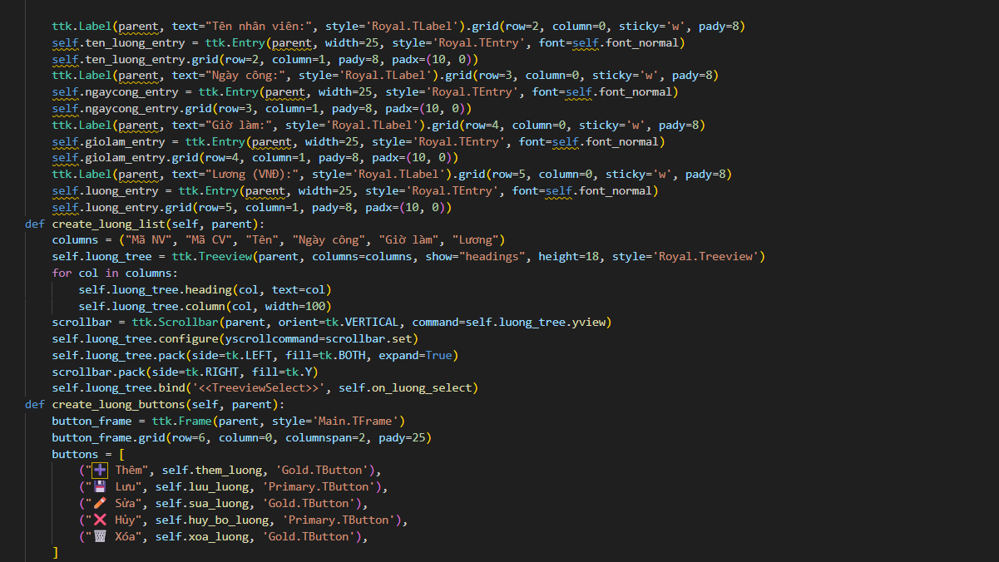 ttk.Label(parent, text="Tên nhân viên:", style='Royal.TLabel').grid(row=2, column=0, sticky='w', pady=8)
self.ten_luong_entry = ttk.Entry(parent, width=25, style='Royal.TEntry', font=self.font_normal)
self.ten_luong_entry.grid(row=2, column=1, pady=8, padx=(10, 0))
ttk.Label(parent, text="Ngày công:", style='Royal.TLabel').grid(row=3, column=0, sticky='w', pady=8)
self.ngaycong_entry = ttk.Entry(parent, width=25, style='Royal.TEntry', font=self.font_normal)
self.ngaycong_entry.grid(row=3, column=1, pady=8, padx=(10, 0))
ttk.Label(parent, text="Giờ làm:", style='Royal.TLabel').grid(row=4, column=0, sticky='w', pady=8)
self.giolam_entry = ttk.Entry(parent, width=25, style='Royal.TEntry', font=self.font_normal)
self.giolam_entry.grid(row=4, column=1, pady=8, padx=(10, 0))
ttk.Label(parent, text="Lương (VNĐ):", style='Royal.TLabel').grid(row=5, column=0, sticky='w', pady=8)
self.luong_entry = ttk.Entry(parent, width=25, style='Royal.TEntry', font=self.font_normal)
self.luong_entry.grid(row=5, column=1, pady=8, padx=(10, 0))
def create_luong_list(self, parent):
columns = ("Mã NV", "Mã CV", "Tên", "Ngày công", "Giờ làm", "Lương")
self.luong_tree = ttk.Treeview(parent, columns=columns, show="headings", height=18, style='Royal.Treeview')
for col in columns:
self.luong_tree.heading(col, text=col)
self.luong_tree.column(col, width=100)
scrollbar = ttk.Scrollbar(parent, orient=tk.VERTICAL, command=self.luong_tree.yview)
self.luong_tree.configure(yscrollcommand=scrollbar.set)
self.luong_tree.pack(side=tk.LEFT, fill=tk.BOTH, expand=True)
scrollbar.pack(side=tk.RIGHT, fill=tk.Y)
self.luong_tree.bind('<<TreeviewSelect>>', self.on_luong_select)
def create_luong_buttons(self, parent):
button_frame = ttk.Frame(parent, style='Main.TFrame')
button_frame.grid(row=6, column=0, columnspan=2, pady=25)
buttons = [
("➕ Thêm", self.them_luong, 'Gold.TButton'),
("💾 Lưu", self.luu_luong, 'Primary.TButton'),
("✏️ Sửa", self.sua_luong, 'Gold.TButton'),
("❌ Hủy", self.huy_bo_luong, 'Primary.TButton'),
("🗑️ Xóa", self.xoa_luong, 'Gold.TButton'),
]